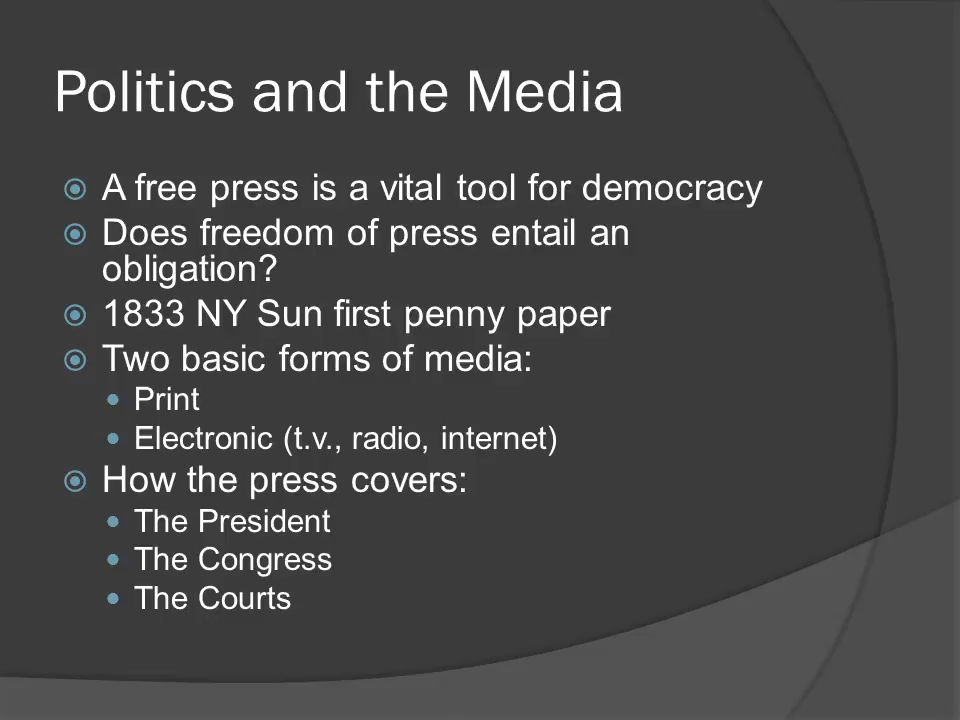 Politics and the Media
A free press is a vital tool for democracy
Does freedom of press entail an
obligation?
1833 NY Sun first penny paper
Two basic forms of media:
Print
Electronic (t.v., radio, internet)
How the press covers:
The President
The Congress
The Courts